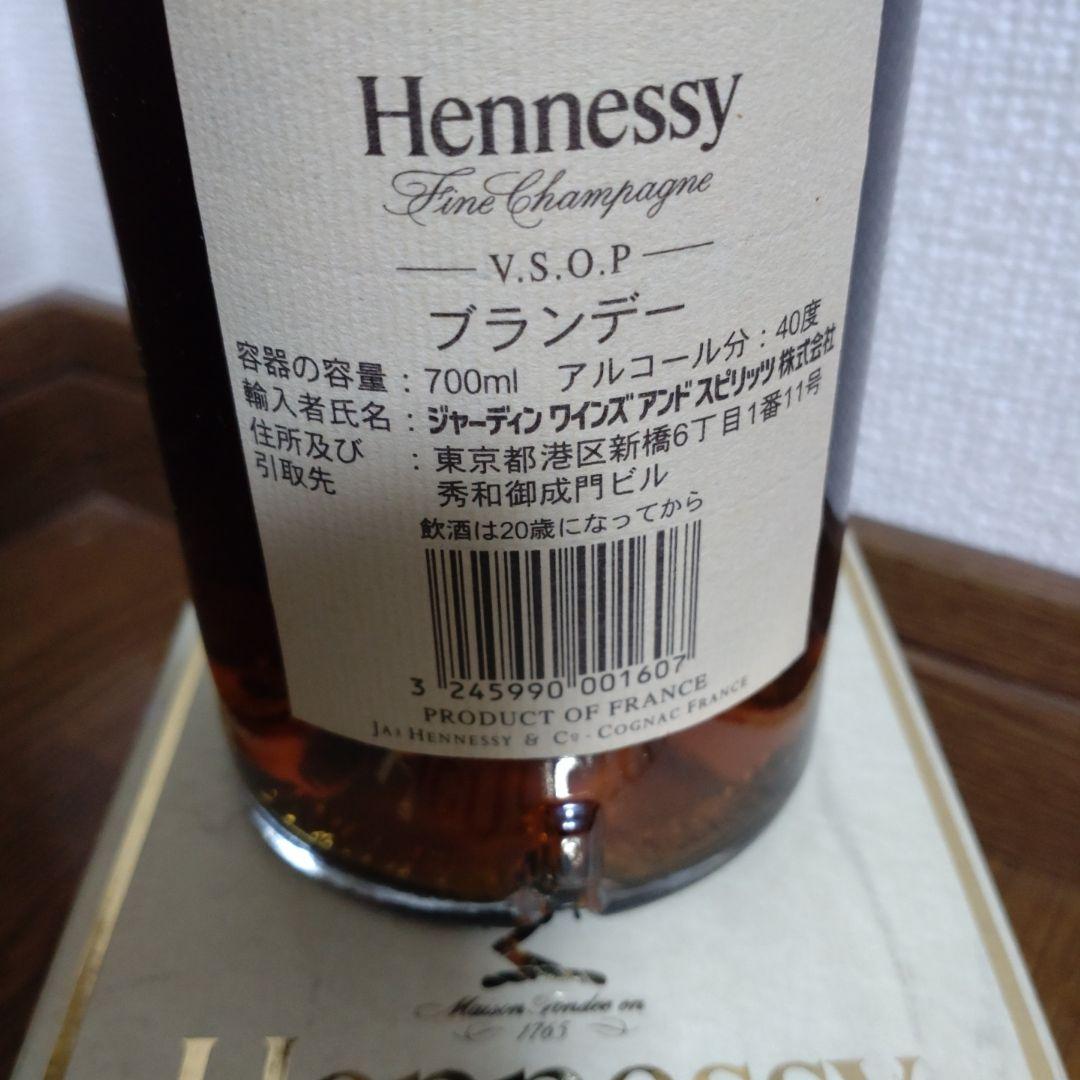 Hennessy
Fine Champagne
V.S.O.P
ブランデー
容器の容量：700ml アルコール分：40度
輸入者氏名：ジャーディン ワインズ アンド スピリッツ 株式会社
住所及び：東京都港区新橋6丁目1番11号
引取先 秀和御成門ビル
飲酒は20歳になってから
3 245990 001607
PRODUCT OF FRANCE
JAS HENNESSY & Cº - COGNAC FRANCE
Maison fondée en
1765
Hennessy